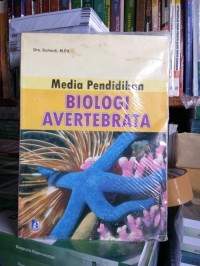 Drs. Suhardi, M.Pd.
Media Pendidikan
BIOLOGI
AVERTEBRATA